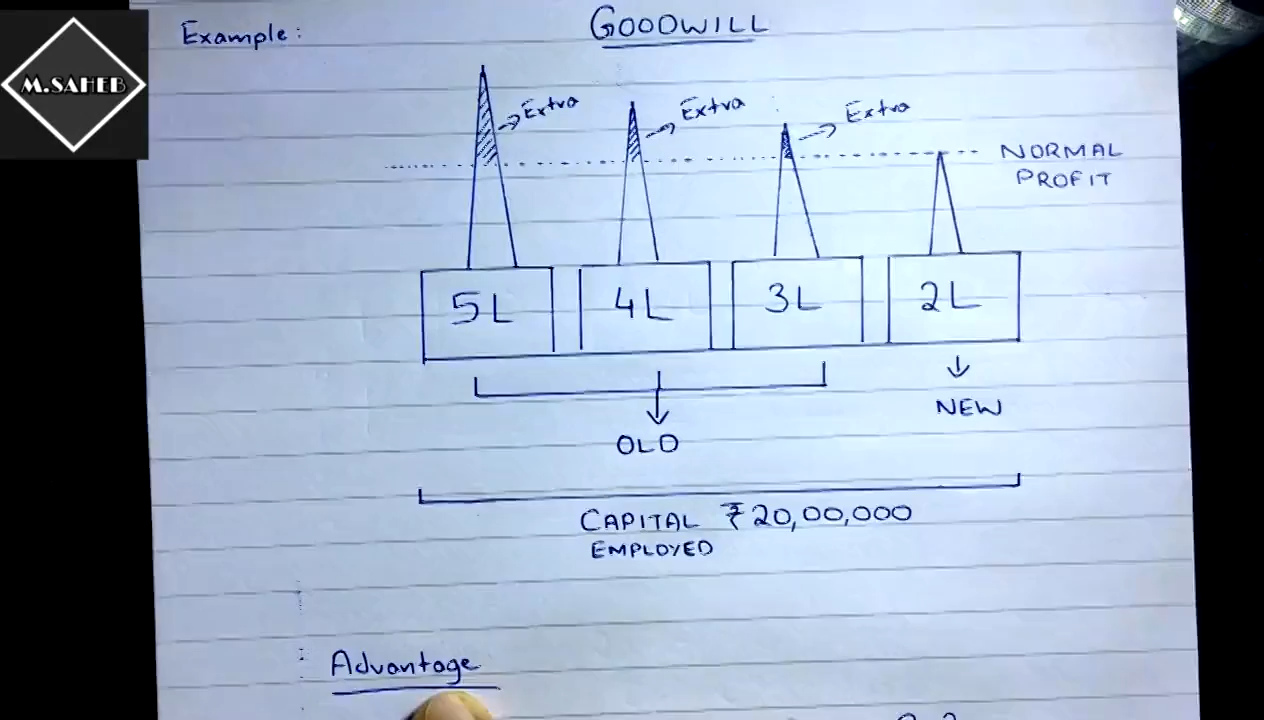 M.SAHEB
Example:
GOODWILL
Extra
Extra
Extra
NORMAL
PROFIT
5L
4L
3L
2L
OLD
NEW
CAPITAL ₹20,00,000
EMPLOYED
Advantage